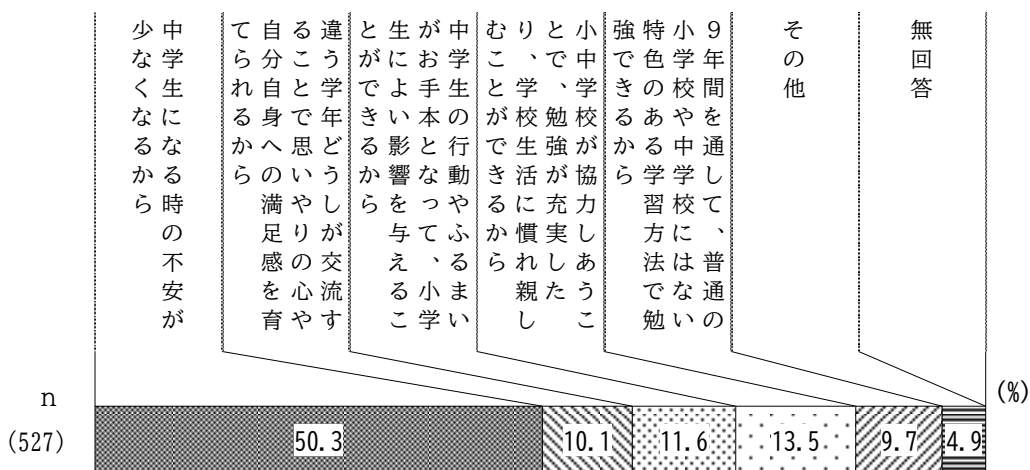 中学生になる時の不安が
少なくなるから
違う学年どうしが交流す
ることで思いやりの心や
自分自身への満足感を育
てられるから
中学生の行動やふるまい
がお手本となって、小学
生によい影響を与えるこ
とができるから
小中学校が協力しあうこ
とで、勉強が充実した
り、学校生活に慣れ親し
むことができるから
9年間を通して、普通の
小学校や中学校にはない
特色のある学習方法で勉
強できるから
その他
無回答
(%)
n
(527)
50.3
10.1
11.6
13.5
9.7
4.9